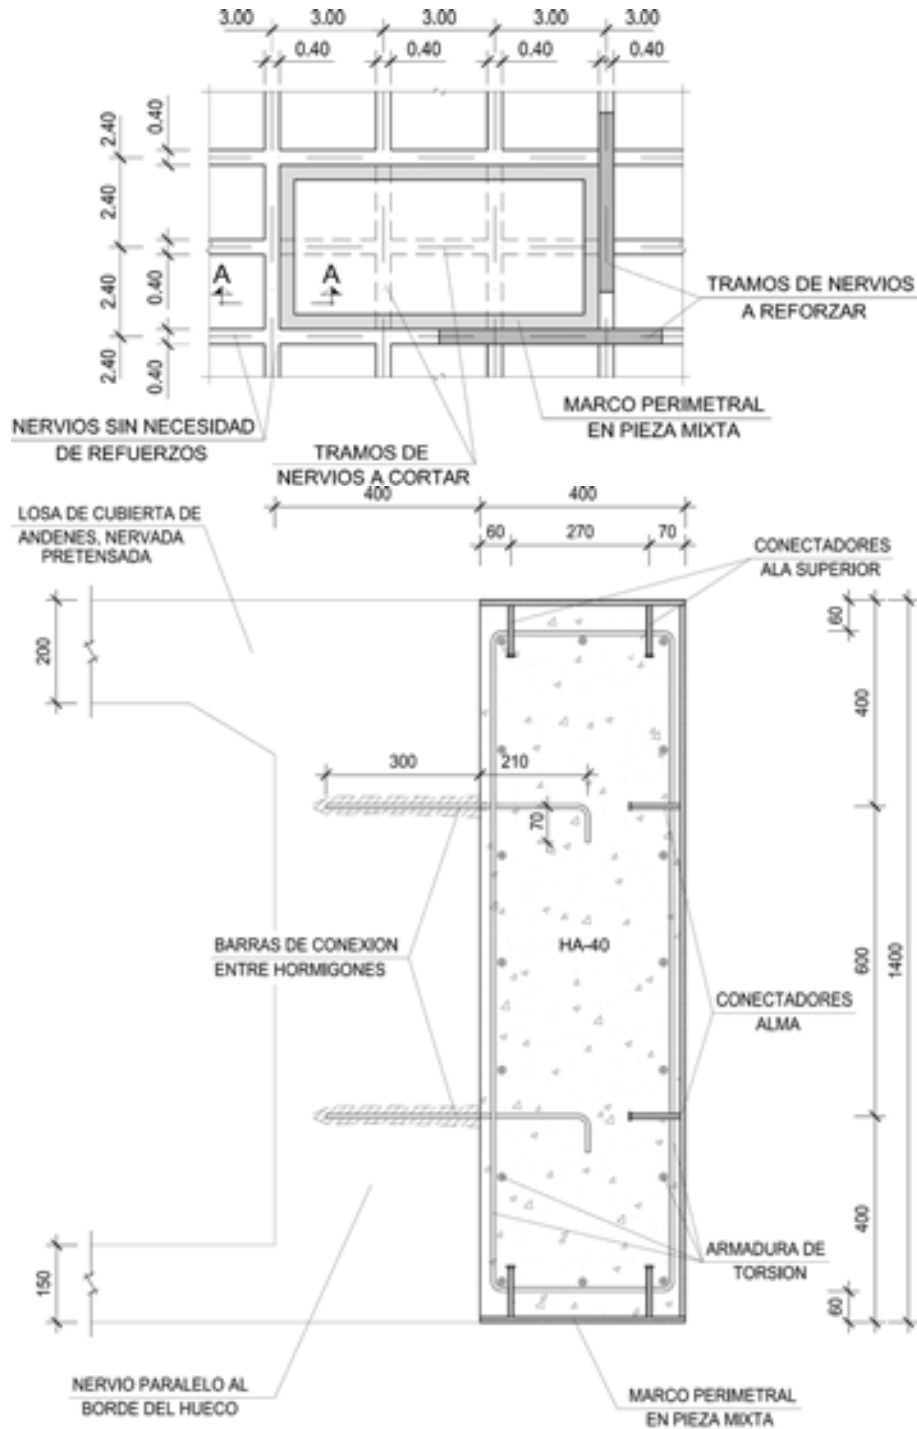 3.00 3.00 3.00 3.00 3.00
0.40 0.40 0.40 0.40
2.40
0.40
2.40
0.40
2.40
0.40
2.40
A A
TRAMOS DE NERVIOS
A REFORZAR
MARCO PERIMETRAL
EN PIEZA MIXTA
NERVIOS SIN NECESIDAD
DE REFUERZOS
TRAMOS DE
NERVIOS A CORTAR
400 400
LOSA DE CUBIERTA DE
ANDENES, NERVADA
PRETENSADA
60 270 70
CONECTADORES
ALA SUPERIOR
200
60
400
300 210
70
BARRAS DE CONEXION
ENTRE HORMIGONES
HA-40
600
1400
CONECTADORES
ALMA
400
ARMADURA DE
TORSION
150
60
NERVIO PARALELO AL
BORDE DEL HUECO
MARCO PERIMETRAL
EN PIEZA MIXTA